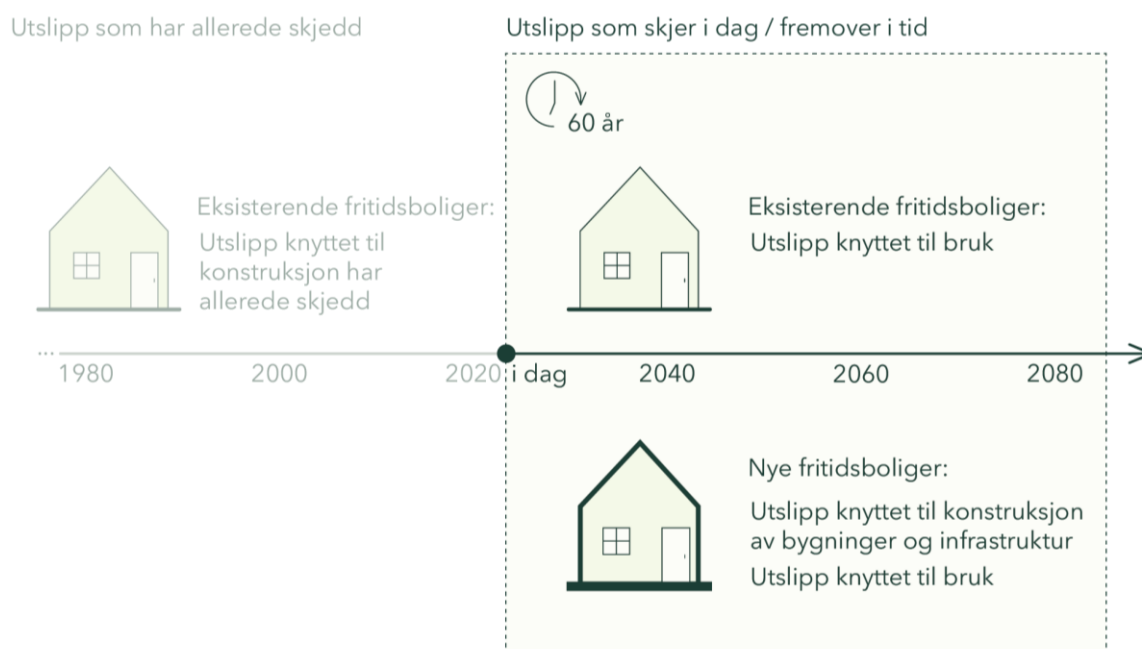 Utslipp som har allerede skjedd
Utslipp som skjer i dag / fremover i tid
60 år
Eksisterende fritidsboliger:
Utslipp knyttet til
konstruksjon har
allerede skjedd
Eksisterende fritidsboliger:
Utslipp knyttet til bruk
... 1980 2000 2020 i dag 2040 2060 2080
Nye fritidsboliger:
Utslipp knyttet til konstruksjon
av bygninger og infrastruktur
Utslipp knyttet til bruk